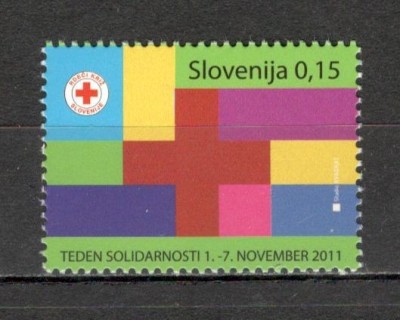 Slovenija 0,15
RDEČI KRIŽ
SLOVENIJE
TEDEN SOLIDARNOSTI 1. -7. NOVEMBER 2011